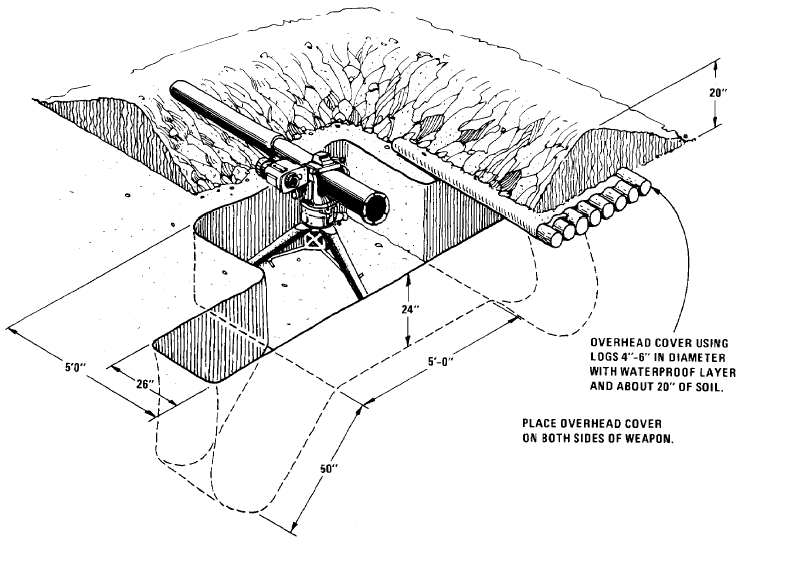 20"
24"
5'0"
5'-0"
26"
50"
OVERHEAD COVER USING
LOGS 4"-6" IN DIAMETER
WITH WATERPROOF LAYER
AND ABOUT 20" OF SOIL.
PLACE OVERHEAD COVER
ON BOTH SIDES OF WEAPON.